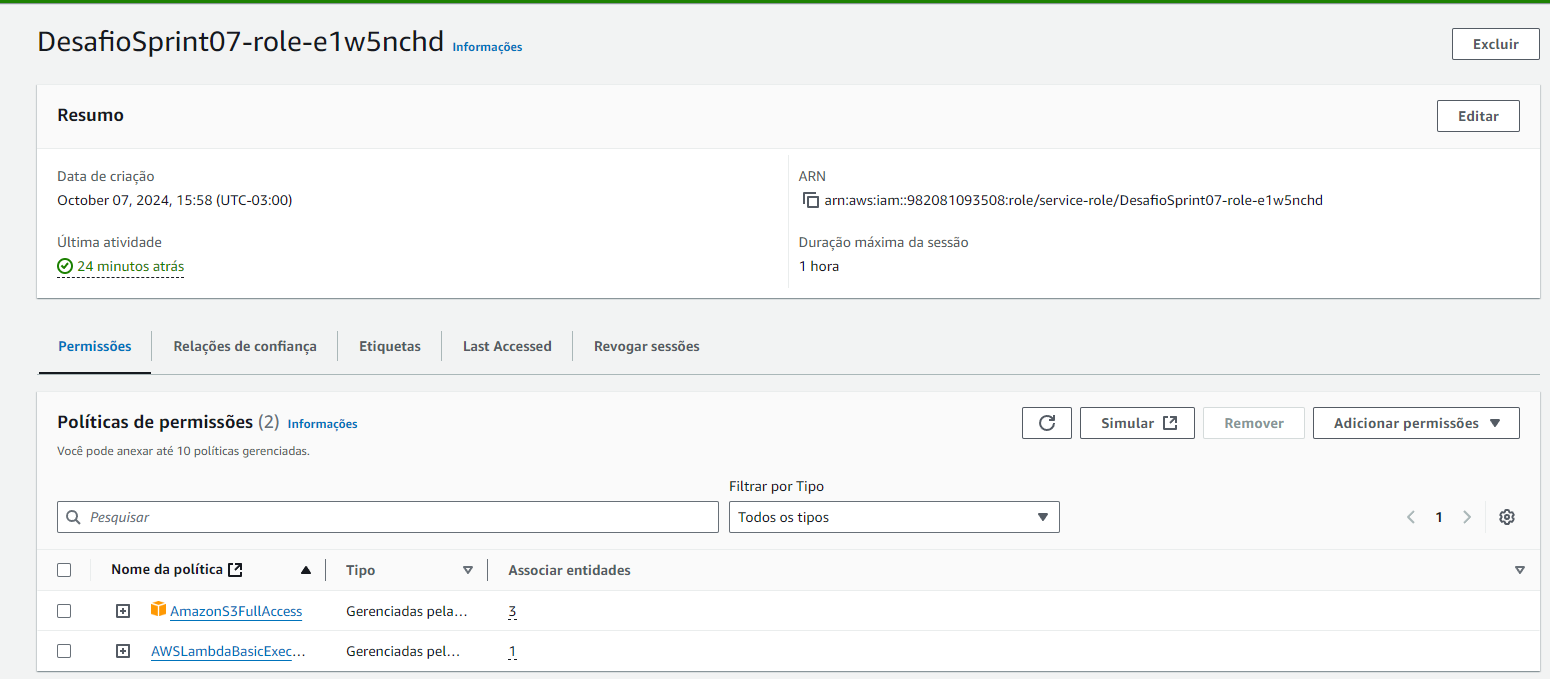 DesafioSprint07-role-e1w5nchd Informações
Excluir
Resumo
Editar
Data de criação
October 07, 2024, 15:58 (UTC-03:00)
ARN
arn:aws:iam::982081093508:role/service-role/DesafioSprint07-role-e1w5nchd
Última atividade
24 minutos atrás
Duração máxima da sessão
1 hora
Permissões Relações de confiança Etiquetas Last Accessed Revogar sessões
Políticas de permissões (2) Informações
Você pode anexar até 10 políticas gerenciadas.
Simular Remover Adicionar permissões
Filtrar por Tipo
Pesquisar Todos os tipos 1
Nome da política Tipo Associar entidades
AmazonS3FullAccess Gerenciadas pela... 3
AWSLambdaBasicExec... Gerenciadas pel... 1